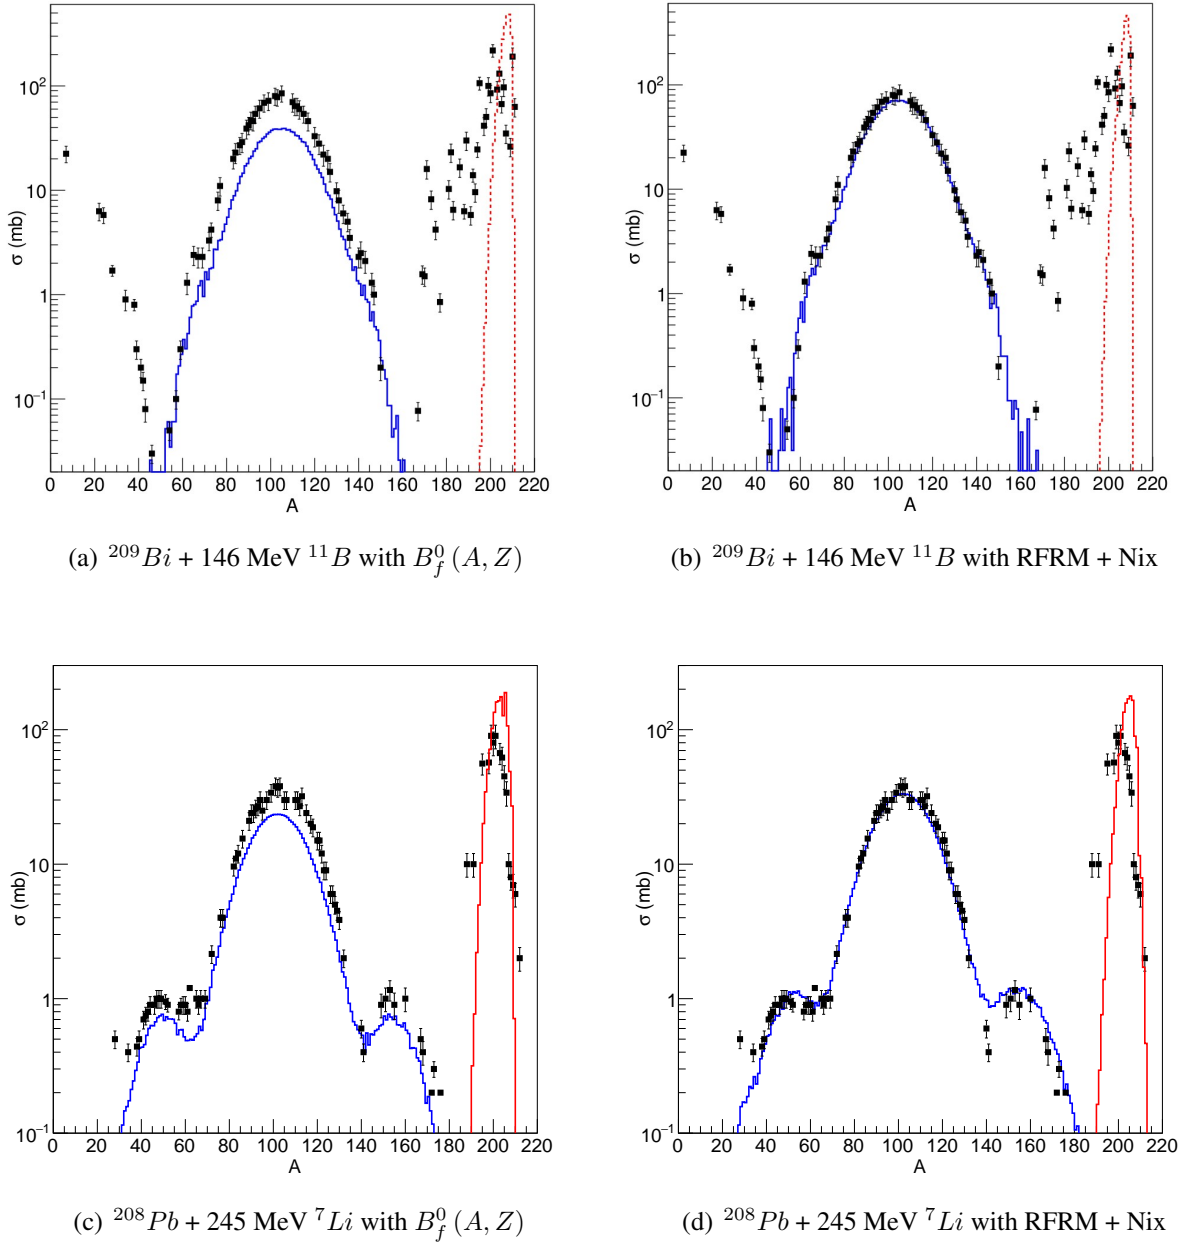 10²
10
1
10⁻¹
σ (mb)
0 20 40 60 80 100 120 140 160 180 200 220
A
(a) ²⁰⁹Bi + 146 MeV ¹¹B with B⁰_f (A, Z)
10²
10
1
10⁻¹
σ (mb)
0 20 40 60 80 100 120 140 160 180 200 220
A
(b) ²⁰⁹Bi + 146 MeV ¹¹B with RFRM + Nix
10²
10
1
10⁻¹
σ (mb)
0 20 40 60 80 100 120 140 160 180 200 220
A
(c) ²⁰⁸Pb + 245 MeV ⁷Li with B⁰_f (A, Z)
10²
10
1
10⁻¹
σ (mb)
0 20 40 60 80 100 120 140 160 180 200 220
A
(d) ²⁰⁸Pb + 245 MeV ⁷Li with RFRM + Nix